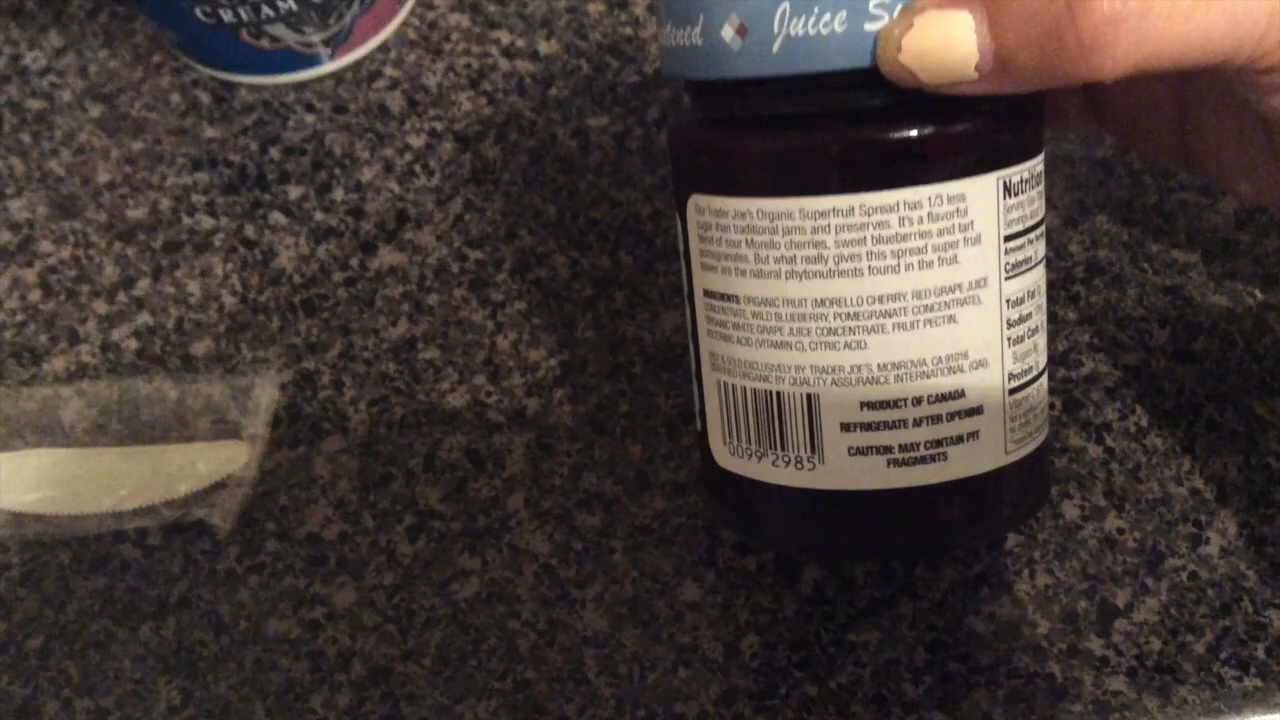 CREAM
Juice
Our Trader Joe's Organic Superfruit Spread has 1/3 less
sugar than traditional jams and preserves. It's a flavorful
blend of sour Morello cherries, sweet blueberries and tart
pomegranates. But what really gives this spread super fruit
power are the natural phytonutrients found in the fruit.
INGREDIENTS: ORGANIC FRUIT (MORELLO CHERRY, RED GRAPE JUICE
CONCENTRATE, WILD BLUEBERRY, POMEGRANATE CONCENTRATE),
ORGANIC WHITE GRAPE JUICE CONCENTRATE, FRUIT PECTIN,
ASCORBIC ACID (VITAMIN C), CITRIC ACID.
DIST. & SOLD EXCLUSIVELY BY: TRADER JOE'S, MONROVIA, CA 91016
CERTIFIED ORGANIC BY QUALITY ASSURANCE INTERNATIONAL (QAI)
0099 2985
PRODUCT OF CANADA
REFRIGERATE AFTER OPENING
CAUTION: MAY CONTAIN PIT
FRAGMENTS
Nutrition
Calories
Total Fat
Sodium
Total Carb
Sugars
Protein